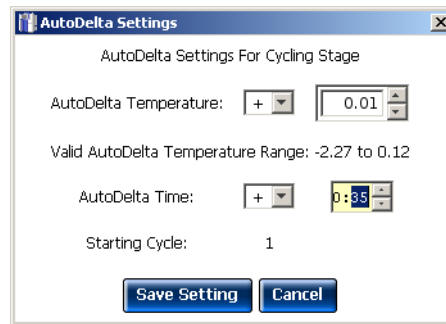 AutoDelta Settings
AutoDelta Settings For Cycling Stage
AutoDelta Temperature: + 0.01
Valid AutoDelta Temperature Range: -2.27 to 0.12
AutoDelta Time: + 0:35
Starting Cycle: 1
Save Setting Cancel